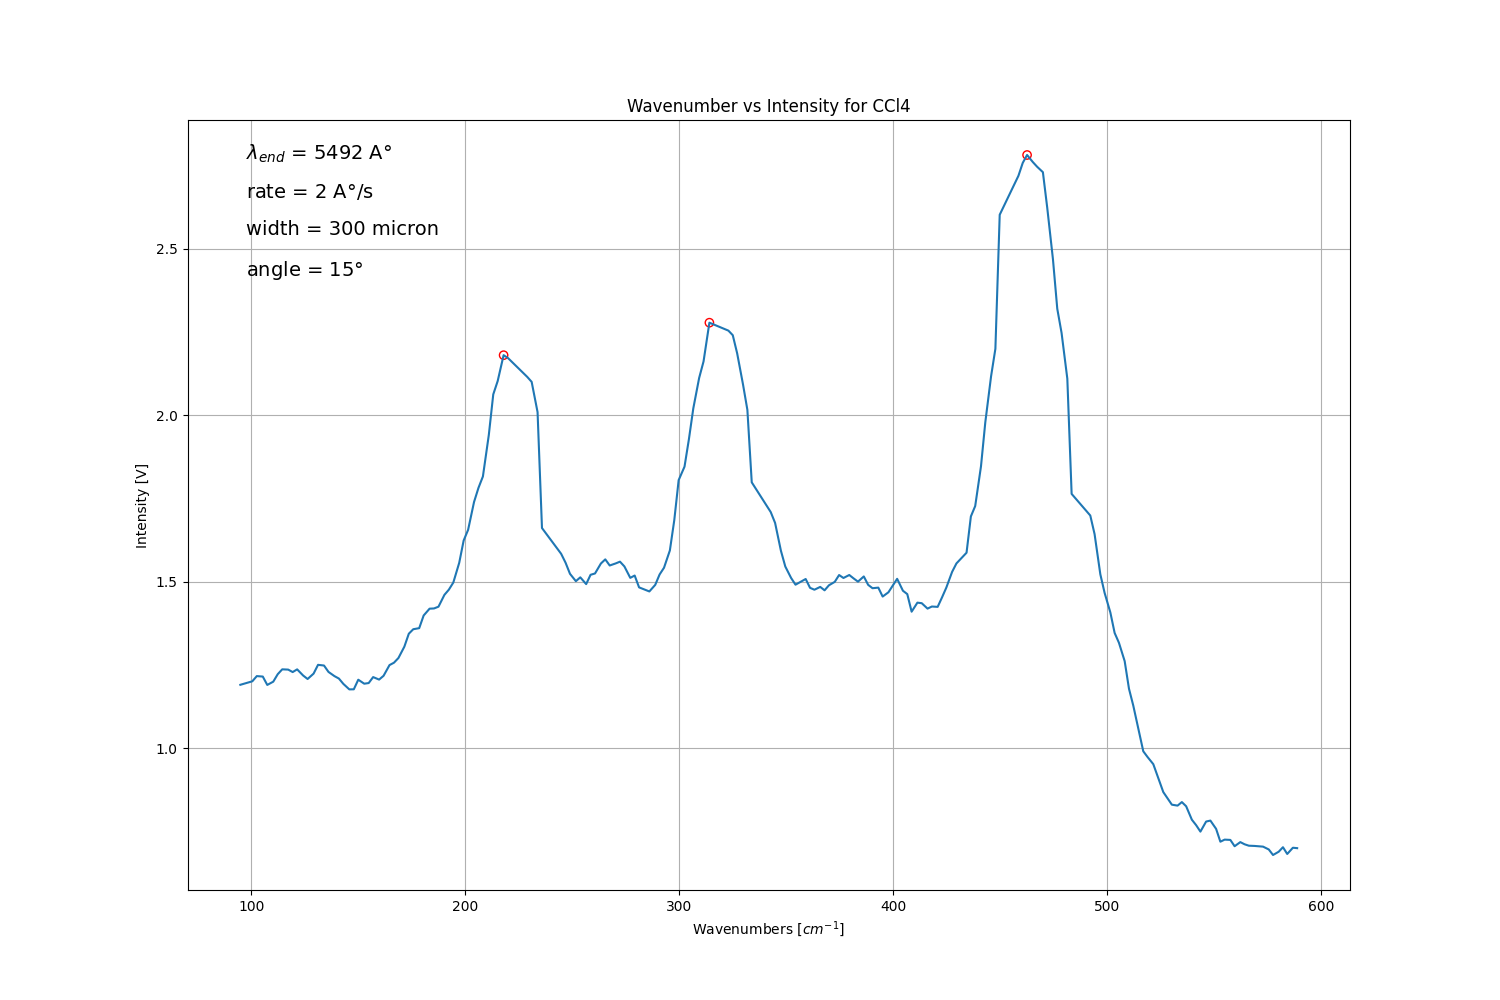 Wavenumber vs Intensity for CCl4
λ_end = 5492 A°
rate = 2 A°/s
width = 300 micron
angle = 15°
2.5
2.0
1.5
1.0
Intensity [V]
100 200 300 400 500 600
Wavenumbers [cm⁻¹]